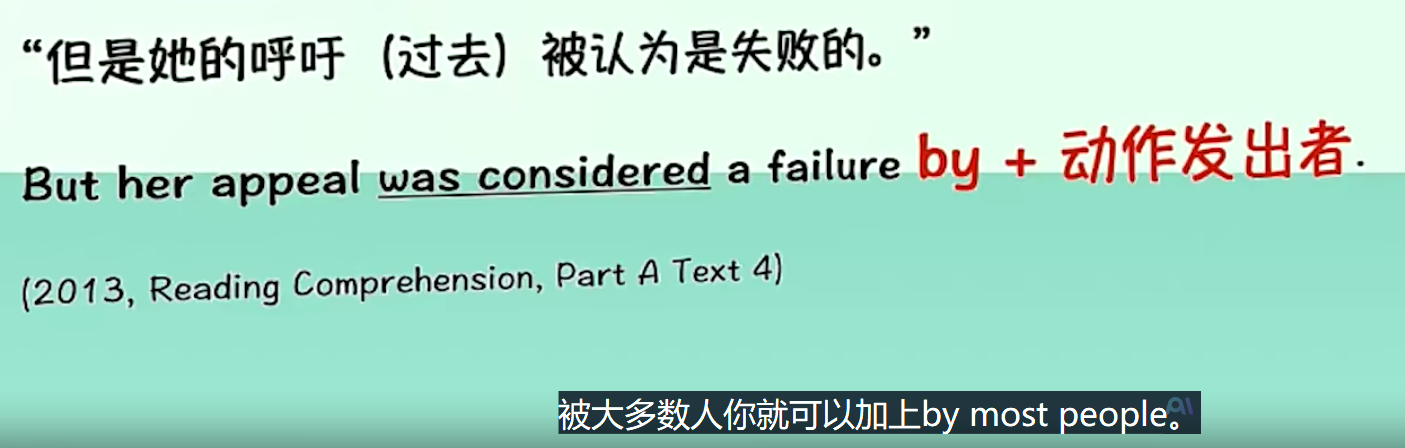 “但是她的呼吁（过去）被认为是失败的。”
But her appeal was considered a failure by + 动作发出者.
(2013, Reading Comprehension, Part A Text 4)
被大多数人你就可以加上by most people。
AI